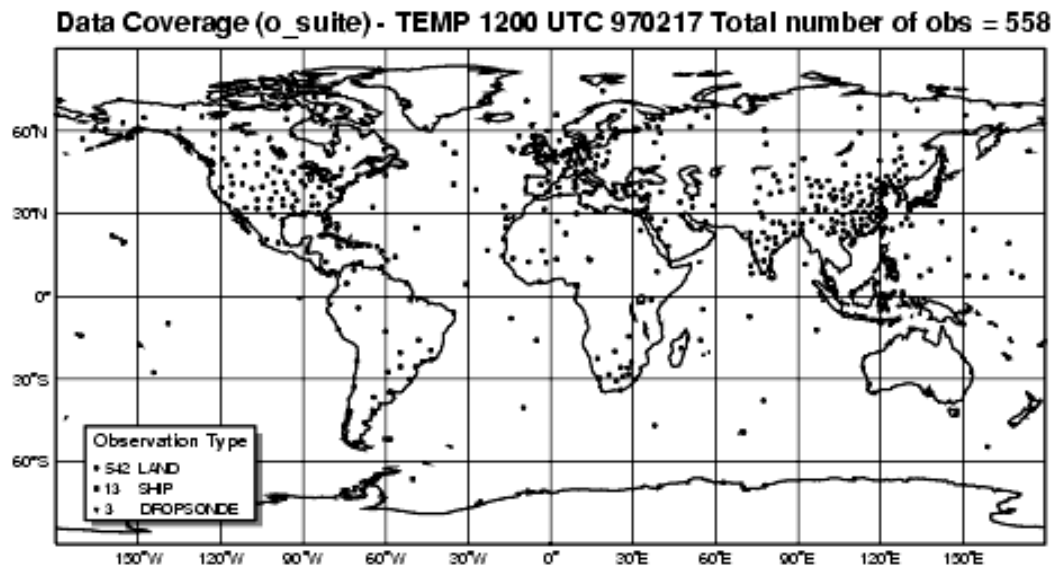 Data Coverage (o_suite) - TEMP 1200 UTC 970217 Total number of obs = 558
60°N
30°N
0°
30°S
60°S
Observation Type
542 LAND
13 SHIP
3 DROPSONDE
150°W 120°W 90°W 60°W 30°W 0° 30°E 60°E 90°E 120°E 150°E